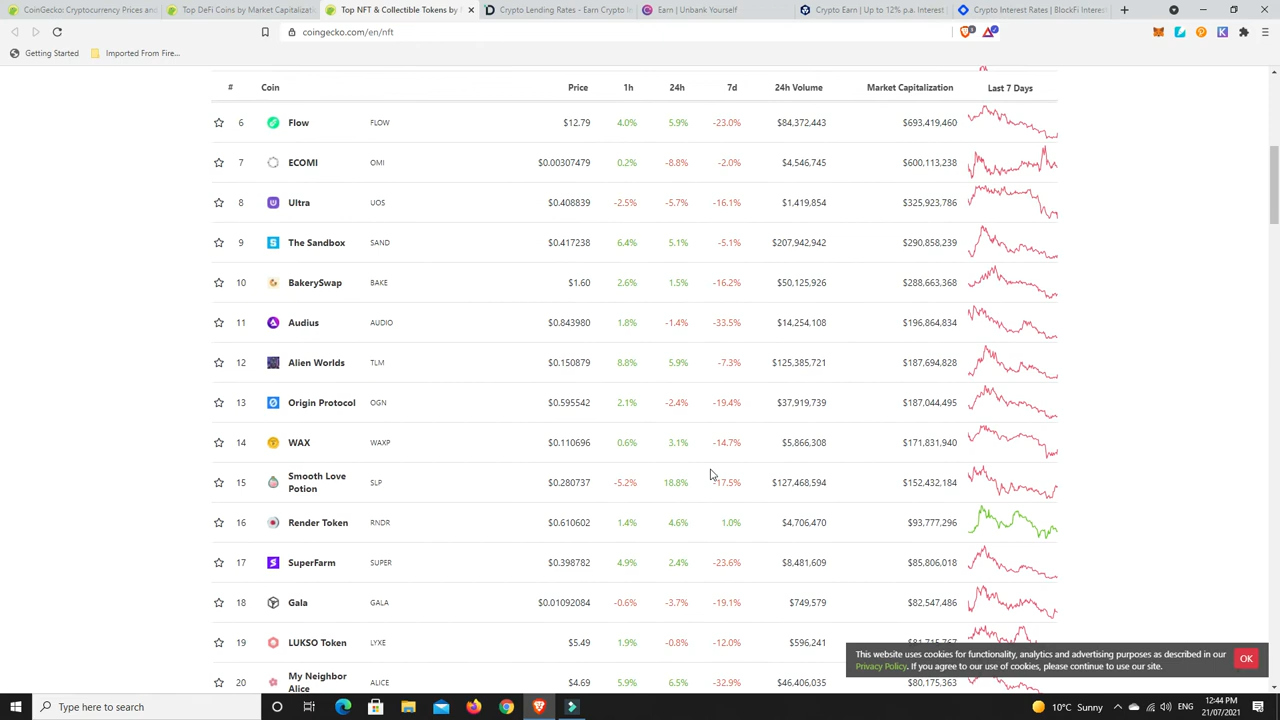 CoinGecko: Cryptocurrency Prices and
Top DeFi Coins by Market Capitalizati
Top NFT & Collectible Tokens by
Crypto Lending Rates - Earn Crypto In
Earn | Unbank Yourself
Crypto Earn | Up to 12% p.a. Interest
Crypto Interest Rates | BlockFi Interest
coingecko.com/en/nft
Getting Started
Imported From Fire...
# Coin Price 1h 24h 7d 24h Volume Market Capitalization Last 7 Days
6 Flow FLOW $12.79 4.0% 5.9% -23.0% $84,372,443 $693,419,460
7 ECOMI OMI $0.00307479 0.2% -8.8% -2.0% $4,546,745 $600,113,238
8 Ultra UOS $0.408839 -2.5% -5.7% -16.1% $1,419,854 $325,923,786
9 The Sandbox SAND $0.417238 6.4% 5.1% -5.1% $207,942,942 $290,858,239
10 BakerySwap BAKE $1.60 2.6% 1.5% -16.2% $50,125,926 $288,663,368
11 Audius AUDIO $0.843980 1.8% -1.4% -33.5% $14,254,108 $196,864,834
12 Alien Worlds TLM $0.150879 8.8% 5.9% -7.3% $125,385,721 $187,694,828
13 Origin Protocol OGN $0.595542 2.1% -2.4% -19.4% $37,919,739 $187,044,495
14 WAX WAXP $0.110696 0.6% 3.1% -14.7% $5,866,308 $171,831,940
15 Smooth Love Potion SLP $0.280737 -5.2% 18.8% -17.5% $127,468,594 $152,432,184
16 Render Token RNDR $0.610602 1.4% 4.6% 1.0% $4,706,470 $93,777,296
17 SuperFarm SUPER $0.398782 4.9% 2.4% -23.6% $8,481,609 $85,806,018
18 Gala GALA $0.01092084 -0.6% -3.7% -19.1% $749,579 $82,547,486
19 LUKSO Token LYXE $5.49 1.9% -0.8% -12.0% $596,241 $81,715,767
20 My Neighbor Alice ALICE $4.69 5.9% 6.5% -32.9% $46,406,035 $80,175,363
This website uses cookies for functionality, analytics and advertising purposes as described in our
Privacy Policy. If you agree to our use of cookies, please continue to use our site.
OK
Type here to search
10°C Sunny
ENG
12:44 PM
21/07/2021